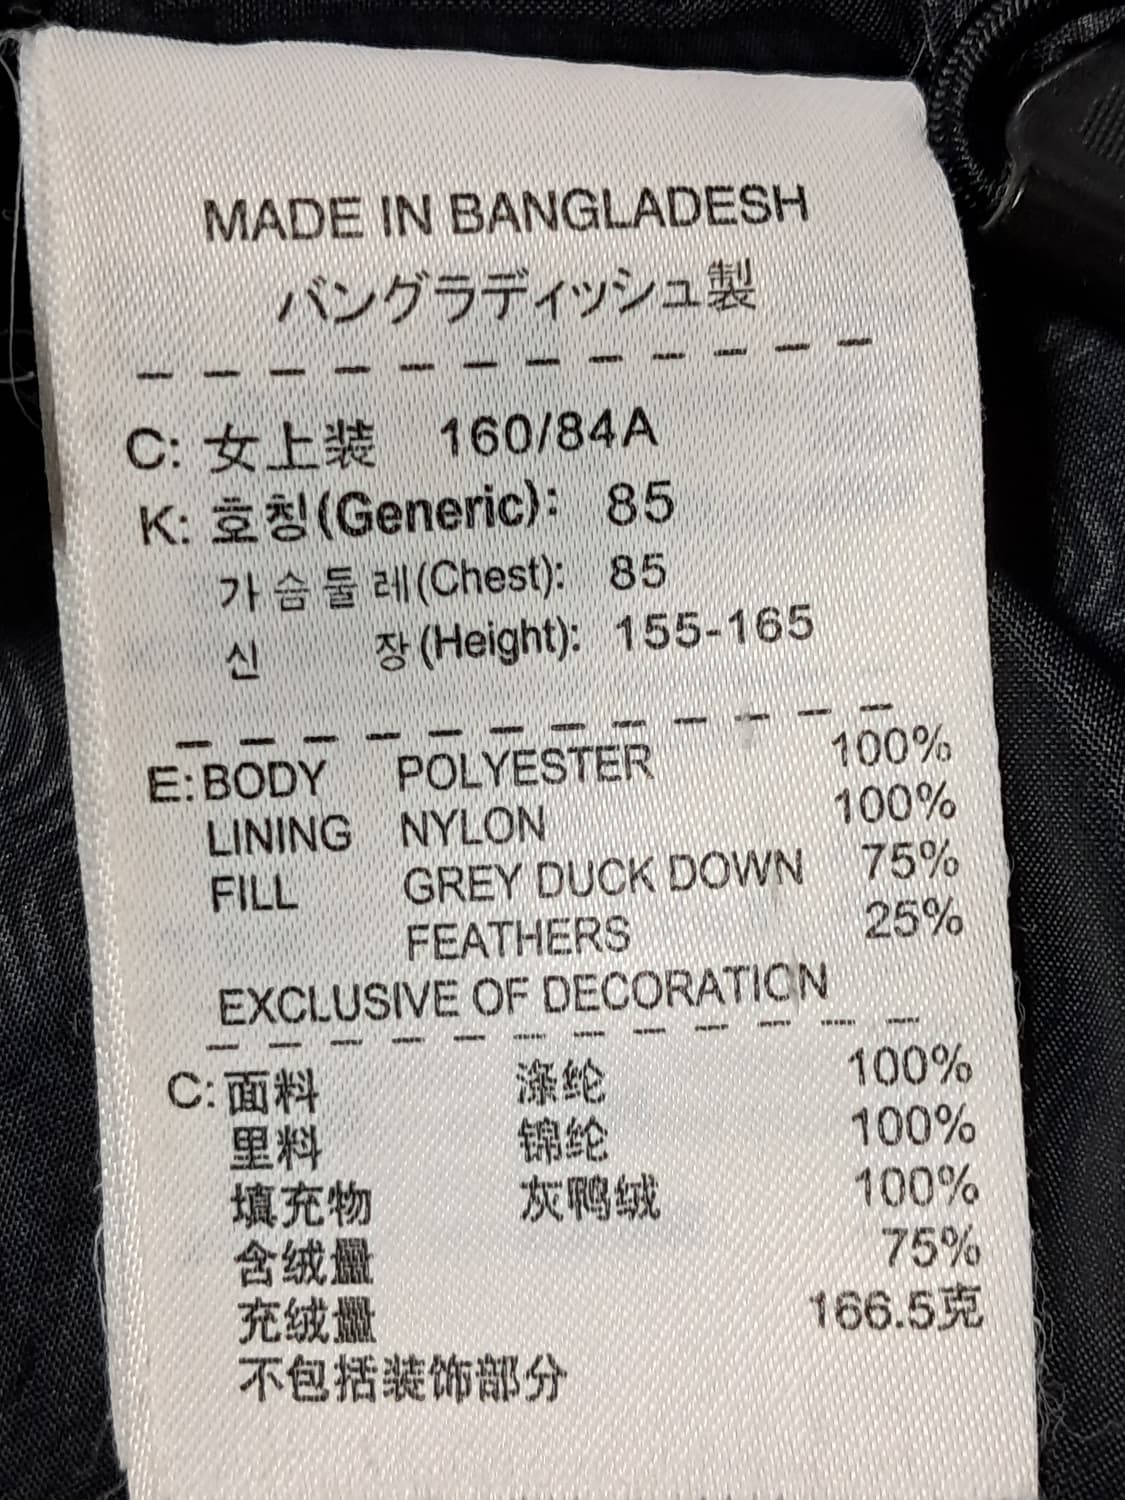 MADE IN BANGLADESH
バングラディッシュ製
C: 女上装 160/84A
K: 호칭(Generic): 85
가슴둘레(Chest): 85
신 장(Height): 155-165
E: BODY POLYESTER 100%
LINING NYLON 100%
FILL GREY DUCK DOWN 75%
FEATHERS 25%
EXCLUSIVE OF DECORATION
C: 面料 涤纶 100%
里料 锦纶 100%
填充物 灰鸭绒 100%
含绒量 75%
充绒量 166.5克
不包括装饰部分